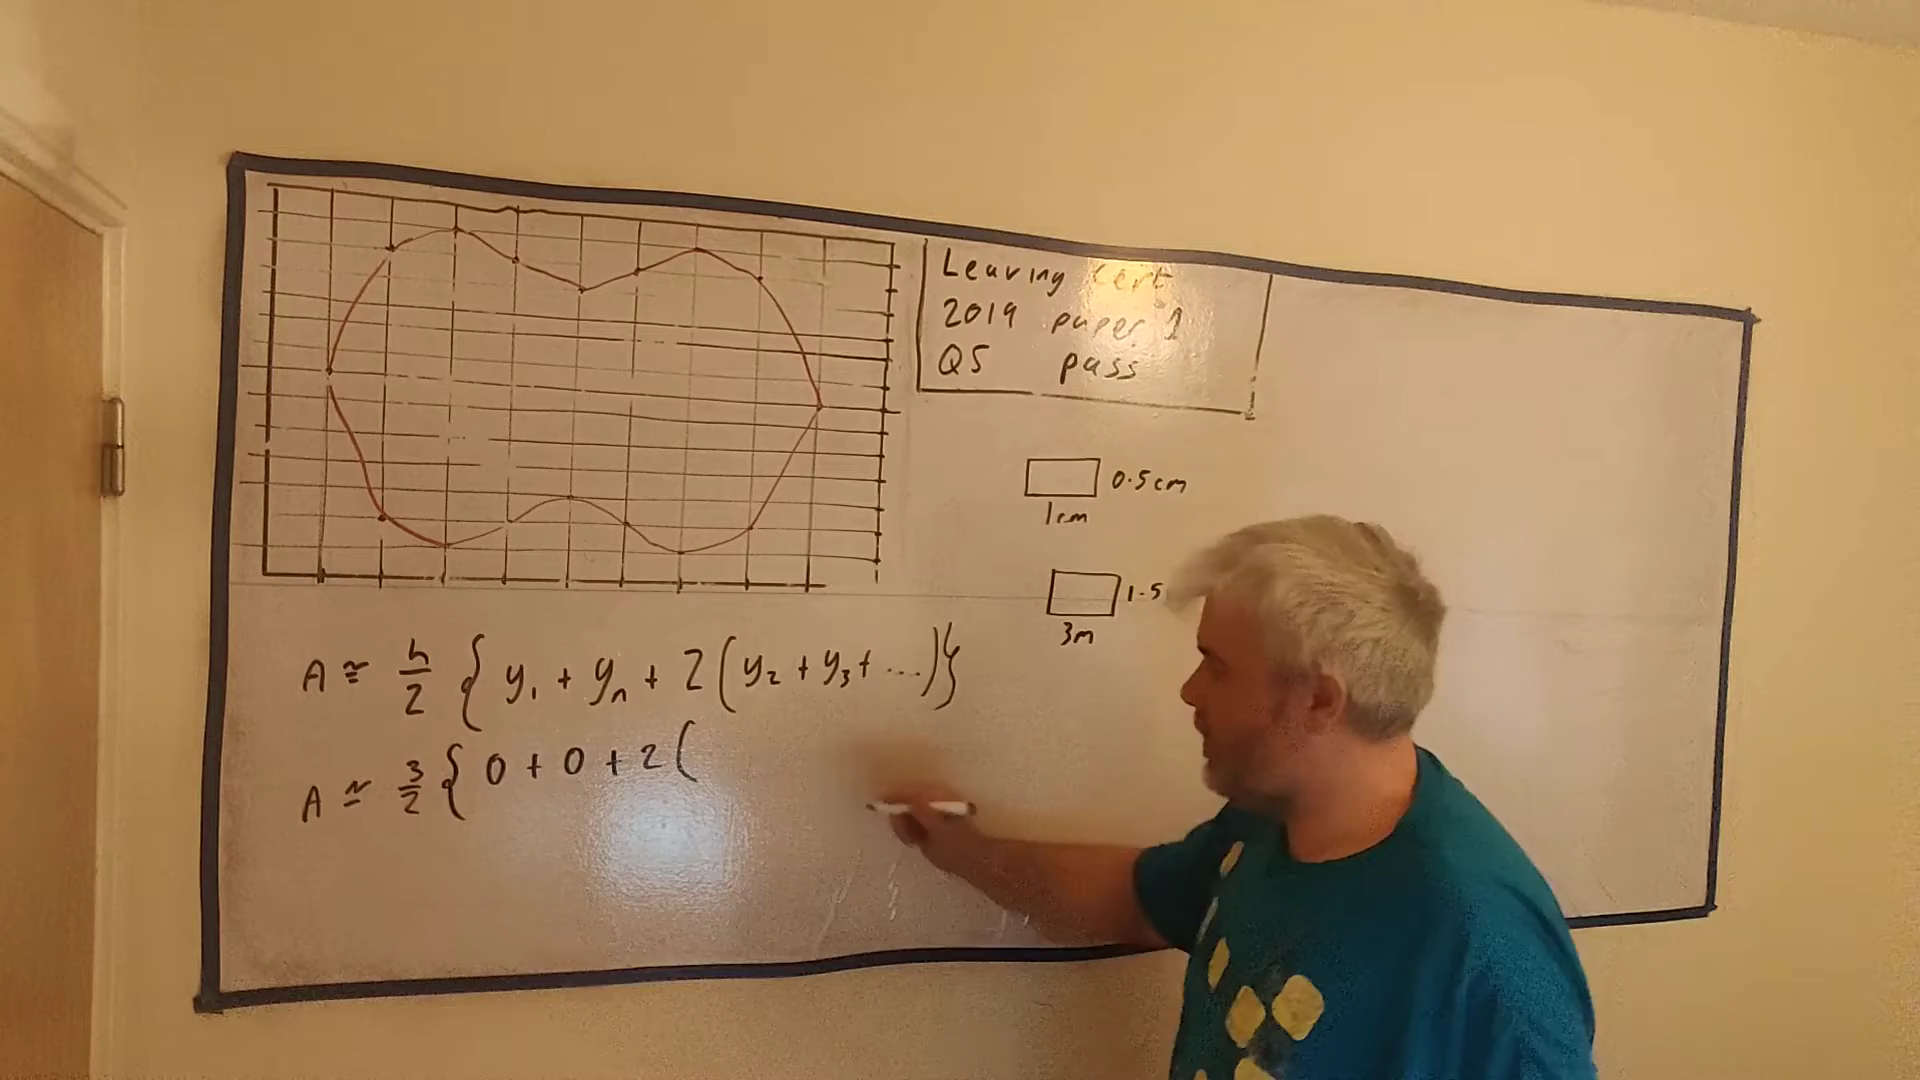 Leaving Cert
2019 paper 1
Q5 pass
0.5cm
1cm
1.5
3m
A ≅ h/2 { y₁ + yₙ + 2 ( y₂ + y₃ + ... ) }
A ≅ 3/2 { 0 + 0 + 2 (